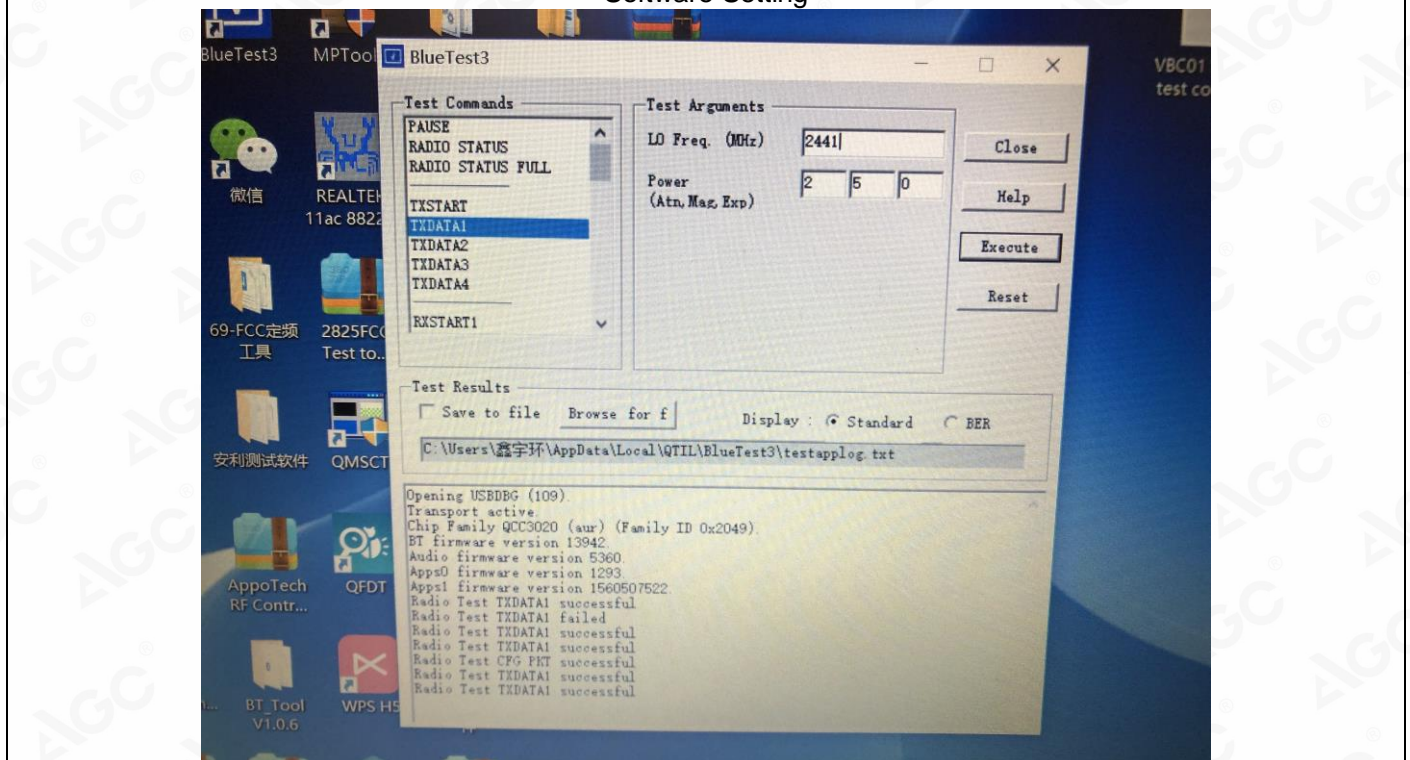 Software Setting
BlueTest3
MPTool
VBC01
test co
微信
REALTEK
11ac 8822
69-FCC定频
工具
2825FCC
Test to..
安利测试软件
QMSCT
AppoTech
RF Contr...
QFDT
BT_Tool
V1.0.6
WPS H5
BlueTest3
Test Commands
PAUSE
RADIO STATUS
RADIO STATUS FULL
TXSTART
TXDATA1
TXDATA2
TXDATA3
TXDATA4
RXSTART1
Test Arguments
LO Freq. (MHz) 2441
Power 2 5 0
(Atn, Mag, Exp)
Close
Help
Execute
Reset
Test Results
Save to file Browse for f Display : Standard BER
C:\Users\鑫宇环\AppData\Local\QTIL\BlueTest3\testapplog.txt
Opening USBDBG (109).
Transport active.
Chip Family QCC3020 (aur) (Family ID 0x2049).
BT firmware version 13942.
Audio firmware version 5360.
Apps0 firmware version 1293.
Apps1 firmware version 1560507522.
Radio Test TXDATA1 successful
Radio Test TXDATA1 failed
Radio Test TXDATA1 successful
Radio Test TXDATA1 successful
Radio Test CFG PKT successful
Radio Test TXDATA1 successful
Radio Test TXDATA1 successful
AGC